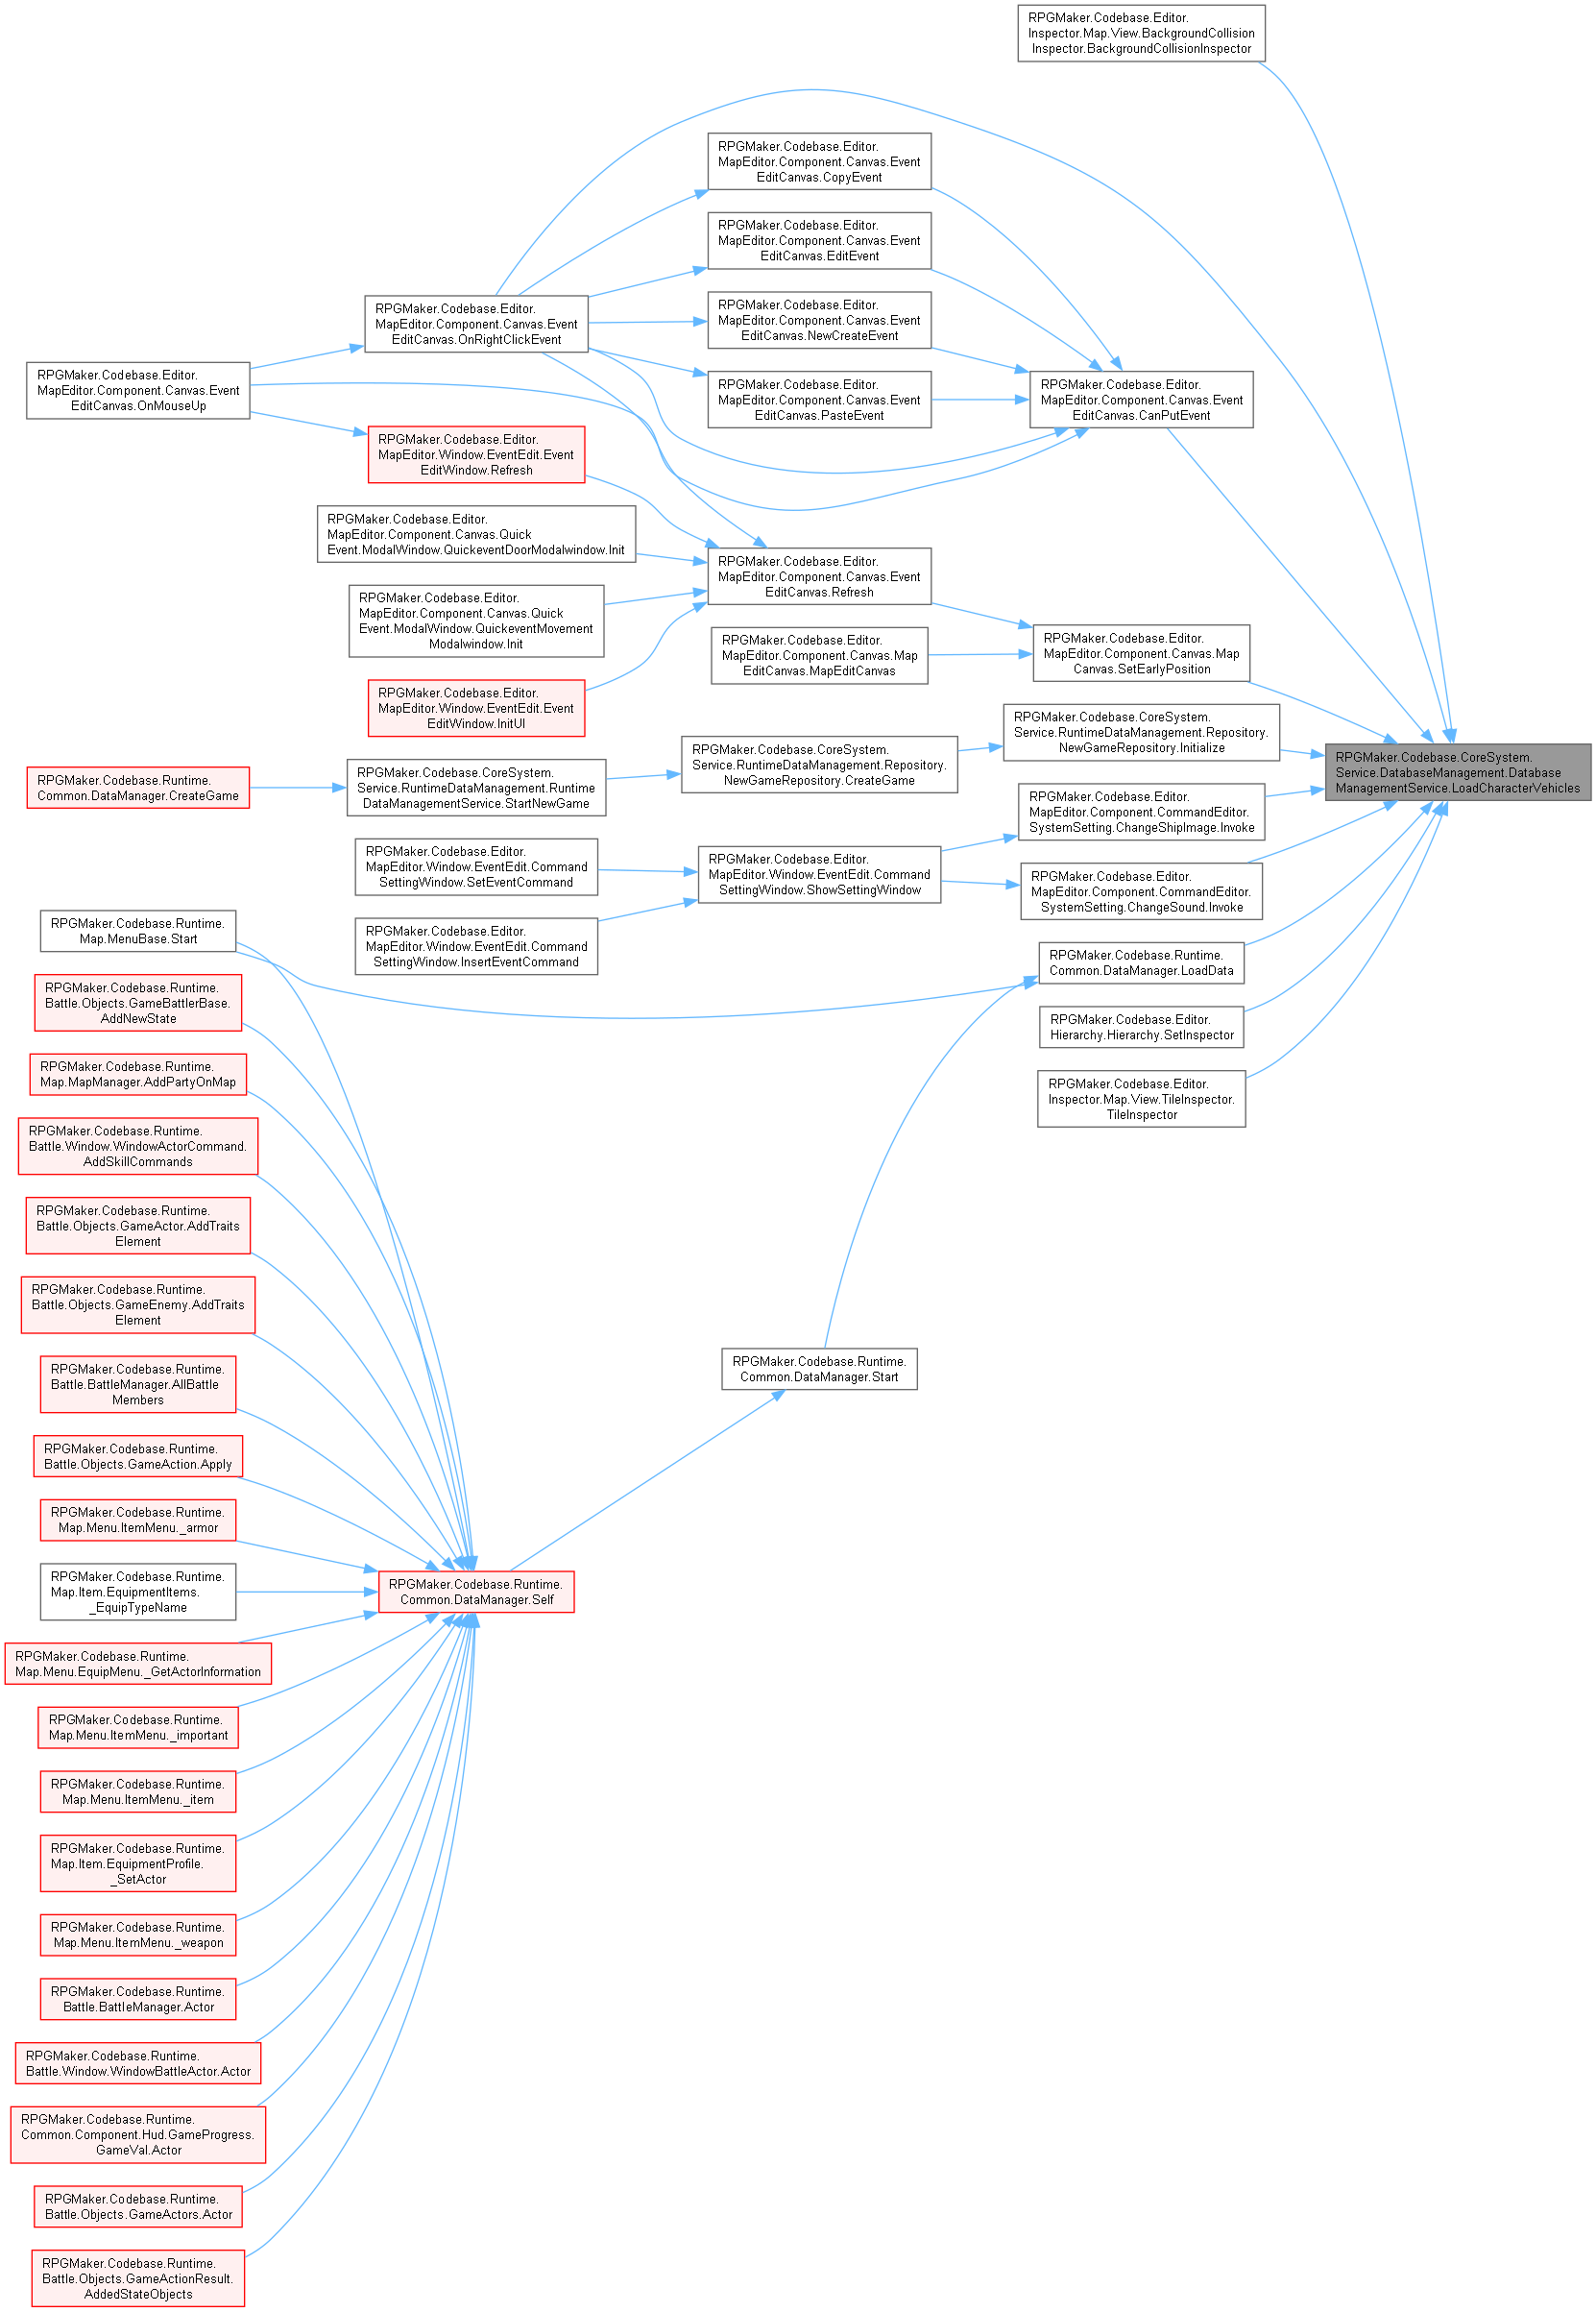 RPGMaker.Codebase.Editor.
Inspector.Map.View.BackgroundCollision
Inspector.BackgroundCollisionInspector
RPGMaker.Codebase.Editor.
MapEditor.Component.Canvas.Event
EditCanvas.CopyEvent
RPGMaker.Codebase.Editor.
MapEditor.Component.Canvas.Event
EditCanvas.EditEvent
RPGMaker.Codebase.Editor.
MapEditor.Component.Canvas.Event
EditCanvas.OnRightClickEvent
RPGMaker.Codebase.Editor.
MapEditor.Component.Canvas.Event
EditCanvas.NewCreateEvent
RPGMaker.Codebase.Editor.
MapEditor.Component.Canvas.Event
EditCanvas.OnMouseUp
RPGMaker.Codebase.Editor.
MapEditor.Component.Canvas.Event
EditCanvas.PasteEvent
RPGMaker.Codebase.Editor.
MapEditor.Component.Canvas.Event
EditCanvas.CanPutEvent
RPGMaker.Codebase.Editor.
MapEditor.Window.EventEdit.Event
EditWindow.Refresh
RPGMaker.Codebase.Editor.
MapEditor.Component.Canvas.Quick
Event.ModalWindow.QuickeventDoorModalwindow.Init
RPGMaker.Codebase.Editor.
MapEditor.Component.Canvas.Event
EditCanvas.Refresh
RPGMaker.Codebase.Editor.
MapEditor.Component.Canvas.Quick
Event.ModalWindow.QuickeventMovement
Modalwindow.Init
RPGMaker.Codebase.Editor.
MapEditor.Component.Canvas.Map
EditCanvas.MapEditCanvas
RPGMaker.Codebase.Editor.
MapEditor.Component.Canvas.Map
Canvas.SetEarlyPosition
RPGMaker.Codebase.Editor.
MapEditor.Window.EventEdit.Event
EditWindow.InitUI
RPGMaker.Codebase.CoreSystem.
Service.RuntimeDataManagement.Repository.
NewGameRepository.Initialize
RPGMaker.Codebase.CoreSystem.
Service.RuntimeDataManagement.Repository.
NewGameRepository.CreateGame
RPGMaker.Codebase.CoreSystem.
Service.DatabaseManagement.Database
ManagementService.LoadCharacterVehicles
RPGMaker.Codebase.Runtime.
Common.DataManager.CreateGame
RPGMaker.Codebase.CoreSystem.
Service.RuntimeDataManagement.Runtime
DataManagementService.StartNewGame
RPGMaker.Codebase.Editor.
MapEditor.Component.CommandEditor.
SystemSetting.ChangeShipImage.Invoke
RPGMaker.Codebase.Editor.
MapEditor.Window.EventEdit.Command
SettingWindow.SetEventCommand
RPGMaker.Codebase.Editor.
MapEditor.Window.EventEdit.Command
SettingWindow.ShowSettingWindow
RPGMaker.Codebase.Editor.
MapEditor.Component.CommandEditor.
SystemSetting.ChangeSound.Invoke
RPGMaker.Codebase.Runtime.
Map.MenuBase.Start
RPGMaker.Codebase.Editor.
MapEditor.Window.EventEdit.Command
SettingWindow.InsertEventCommand
RPGMaker.Codebase.Runtime.
Common.DataManager.LoadData
RPGMaker.Codebase.Runtime.
Battle.Objects.GameBattlerBase.
AddNewState
RPGMaker.Codebase.Editor.
Hierarchy.Hierarchy.SetInspector
RPGMaker.Codebase.Runtime.
Map.MapManager.AddPartyOnMap
RPGMaker.Codebase.Editor.
Inspector.Map.View.TileInspector.
TileInspector
RPGMaker.Codebase.Runtime.
Battle.Window.WindowActorCommand.
AddSkillCommands
RPGMaker.Codebase.Runtime.
Battle.Objects.GameActor.AddTraits
Element
RPGMaker.Codebase.Runtime.
Battle.Objects.GameEnemy.AddTraits
Element
RPGMaker.Codebase.Runtime.
Common.DataManager.Start
RPGMaker.Codebase.Runtime.
Battle.BattleManager.AllBattle
Members
RPGMaker.Codebase.Runtime.
Battle.Objects.GameAction.Apply
RPGMaker.Codebase.Runtime.
Map.Menu.ItemMenu._armor
RPGMaker.Codebase.Runtime.
Map.Item.EquipmentItems.
_EquipTypeName
RPGMaker.Codebase.Runtime.
Common.DataManager.Self
RPGMaker.Codebase.Runtime.
Map.Menu.EquipMenu._GetActorInformation
RPGMaker.Codebase.Runtime.
Map.Menu.ItemMenu._important
RPGMaker.Codebase.Runtime.
Map.Menu.ItemMenu._item
RPGMaker.Codebase.Runtime.
Map.Item.EquipmentProfile.
_SetActor
RPGMaker.Codebase.Runtime.
Map.Menu.ItemMenu._weapon
RPGMaker.Codebase.Runtime.
Battle.BattleManager.Actor
RPGMaker.Codebase.Runtime.
Battle.Window.WindowBattleActor.Actor
RPGMaker.Codebase.Runtime.
Common.Component.Hud.GameProgress.
GameVal.Actor
RPGMaker.Codebase.Runtime.
Battle.Objects.GameActors.Actor
RPGMaker.Codebase.Runtime.
Battle.Objects.GameActionResult.
AddedStateObjects